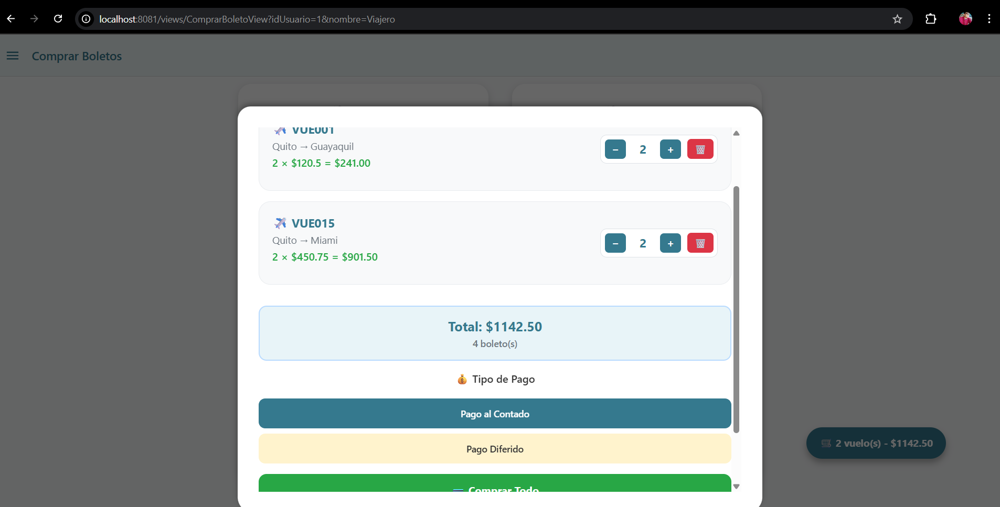 localhost:8081/views/ComprarBoletoView?idUsuario=1&nombre=Viajero
Comprar Boletos
VUE001
Quito → Guayaquil
2 × $120.5 = $241.00
− 2 +
VUE015
Quito → Miami
2 × $450.75 = $901.50
− 2 +
Total: $1142.50
4 boleto(s)
Tipo de Pago
Pago al Contado
Pago Diferido
Comprar Todo
2 vuelo(s) - $1142.50